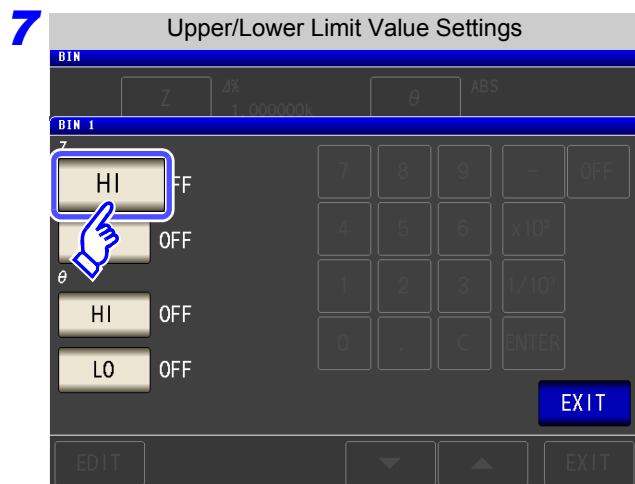 7
Upper/Lower Limit Value Settings
BIN
Z Δ% 1.000000k θ ABS
BIN 1
Z
HI FF
OFF
θ
HI OFF
LO OFF
7 8 9 - OFF
4 5 6 x10³
1 2 3 1/10³
0 . C ENTER
EXIT
EDIT EXIT